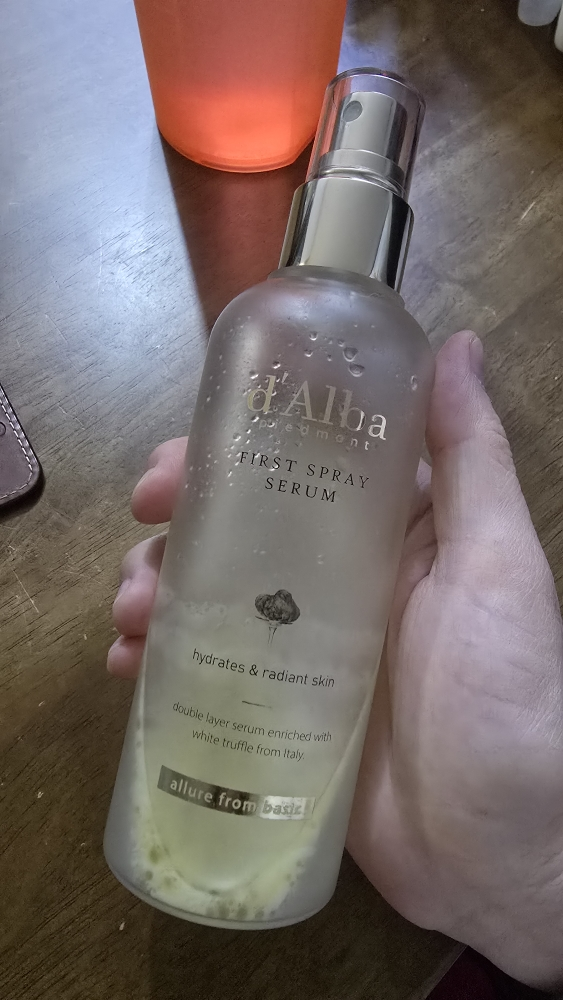 d'Alba
piedmont
FIRST SPRAY
SERUM
hydrates & radiant skin
double layer serum enriched with
white truffle from Italy.
allure from basic